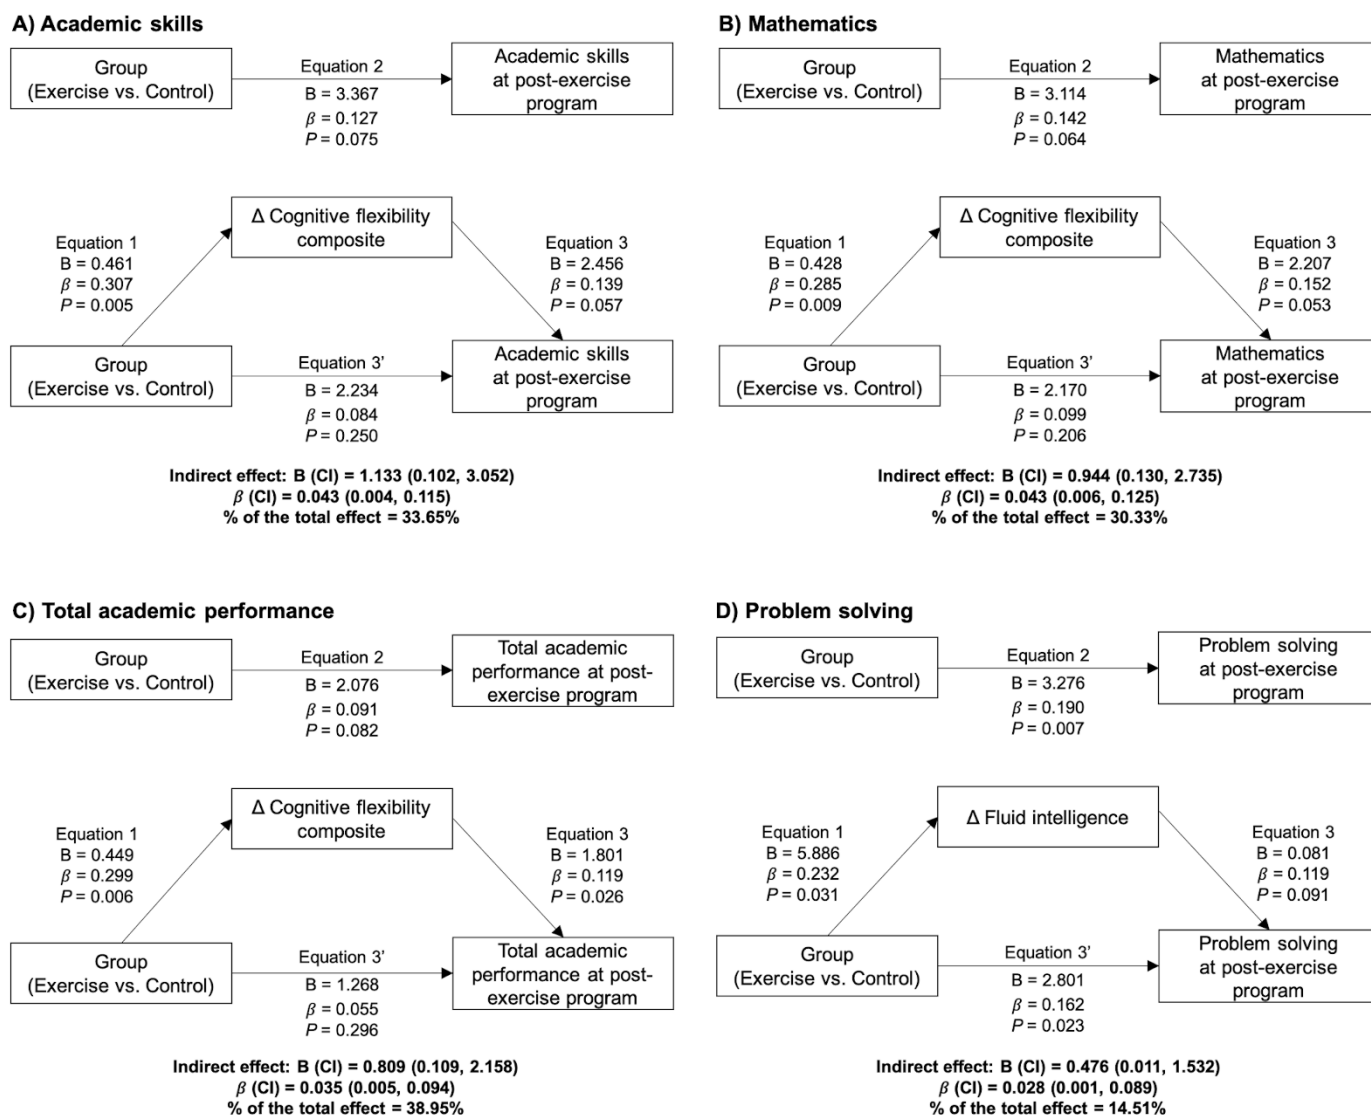 A) Academic skills
Group
(Exercise vs. Control)
Equation 2
B = 3.367
β = 0.127
P = 0.075
Academic skills
at post-exercise
program
Δ Cognitive flexibility
composite
Equation 1
B = 0.461
β = 0.307
P = 0.005
Equation 3
B = 2.456
β = 0.139
P = 0.057
Group
(Exercise vs. Control)
Equation 3’
B = 2.234
β = 0.084
P = 0.250
Academic skills
at post-exercise
program
Indirect effect: B (CI) = 1.133 (0.102, 3.052)
β (CI) = 0.043 (0.004, 0.115)
% of the total effect = 33.65%
B) Mathematics
Group
(Exercise vs. Control)
Equation 2
B = 3.114
β = 0.142
P = 0.064
Mathematics
at post-exercise
program
Δ Cognitive flexibility
composite
Equation 1
B = 0.428
β = 0.285
P = 0.009
Equation 3
B = 2.207
β = 0.152
P = 0.053
Group
(Exercise vs. Control)
Equation 3’
B = 2.170
β = 0.099
P = 0.206
Mathematics
at post-exercise
program
Indirect effect: B (CI) = 0.944 (0.130, 2.735)
β (CI) = 0.043 (0.006, 0.125)
% of the total effect = 30.33%
C) Total academic performance
Group
(Exercise vs. Control)
Equation 2
B = 2.076
β = 0.091
P = 0.082
Total academic
performance at post-
exercise program
Δ Cognitive flexibility
composite
Equation 1
B = 0.449
β = 0.299
P = 0.006
Equation 3
B = 1.801
β = 0.119
P = 0.026
Group
(Exercise vs. Control)
Equation 3’
B = 1.268
β = 0.055
P = 0.296
Total academic
performance at post-
exercise program
Indirect effect: B (CI) = 0.809 (0.109, 2.158)
β (CI) = 0.035 (0.005, 0.094)
% of the total effect = 38.95%
D) Problem solving
Group
(Exercise vs. Control)
Equation 2
B = 3.276
β = 0.190
P = 0.007
Problem solving
at post-exercise
program
Δ Fluid intelligence
Equation 1
B = 5.886
β = 0.232
P = 0.031
Equation 3
B = 0.081
β = 0.119
P = 0.091
Group
(Exercise vs. Control)
Equation 3’
B = 2.801
β = 0.162
P = 0.023
Problem solving
at post-exercise
program
Indirect effect: B (CI) = 0.476 (0.011, 1.532)
β (CI) = 0.028 (0.001, 0.089)
% of the total effect = 14.51%